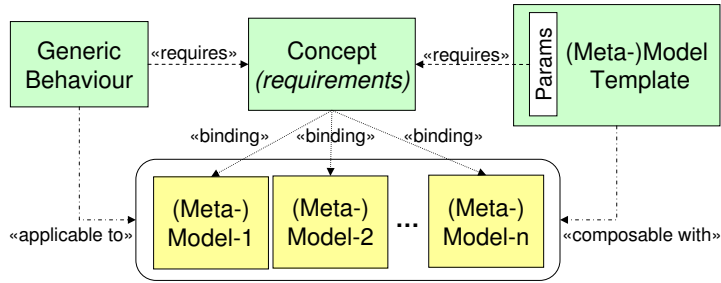 Generic
Behaviour
«requires»
Concept
(requirements)
«requires»
Params
(Meta-)Model
Template
«binding»
«binding»
«binding»
(Meta-)
Model-1
(Meta-)
Model-2
...
(Meta-)
Model-n
«applicable to»
«composable with»